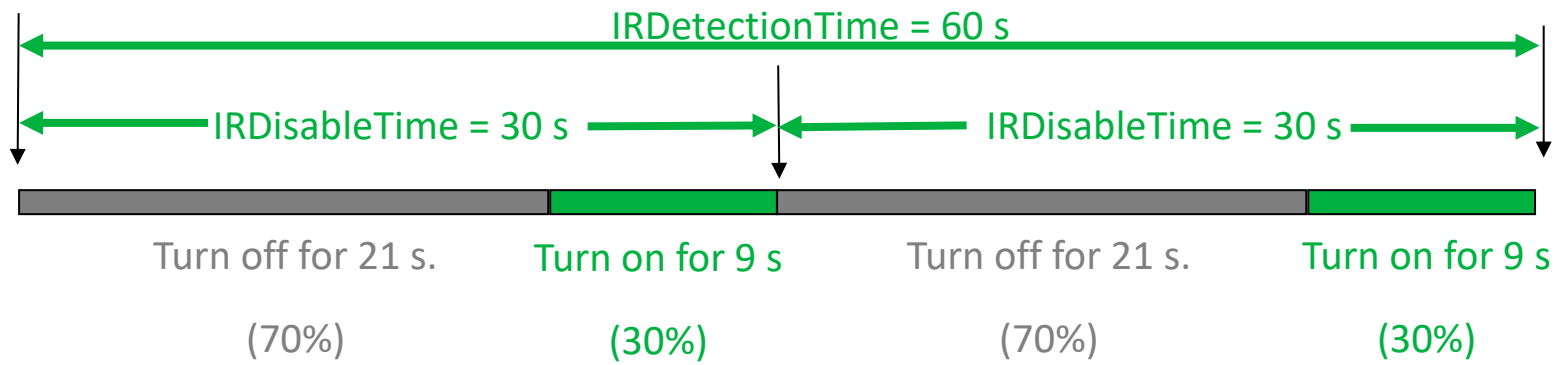 IRDetectionTime = 60 s
IRDisableTime = 30 s IRDisableTime = 30 s
Turn off for 21 s. Turn on for 9 s Turn off for 21 s. Turn on for 9 s
(70%) (30%) (70%) (30%)